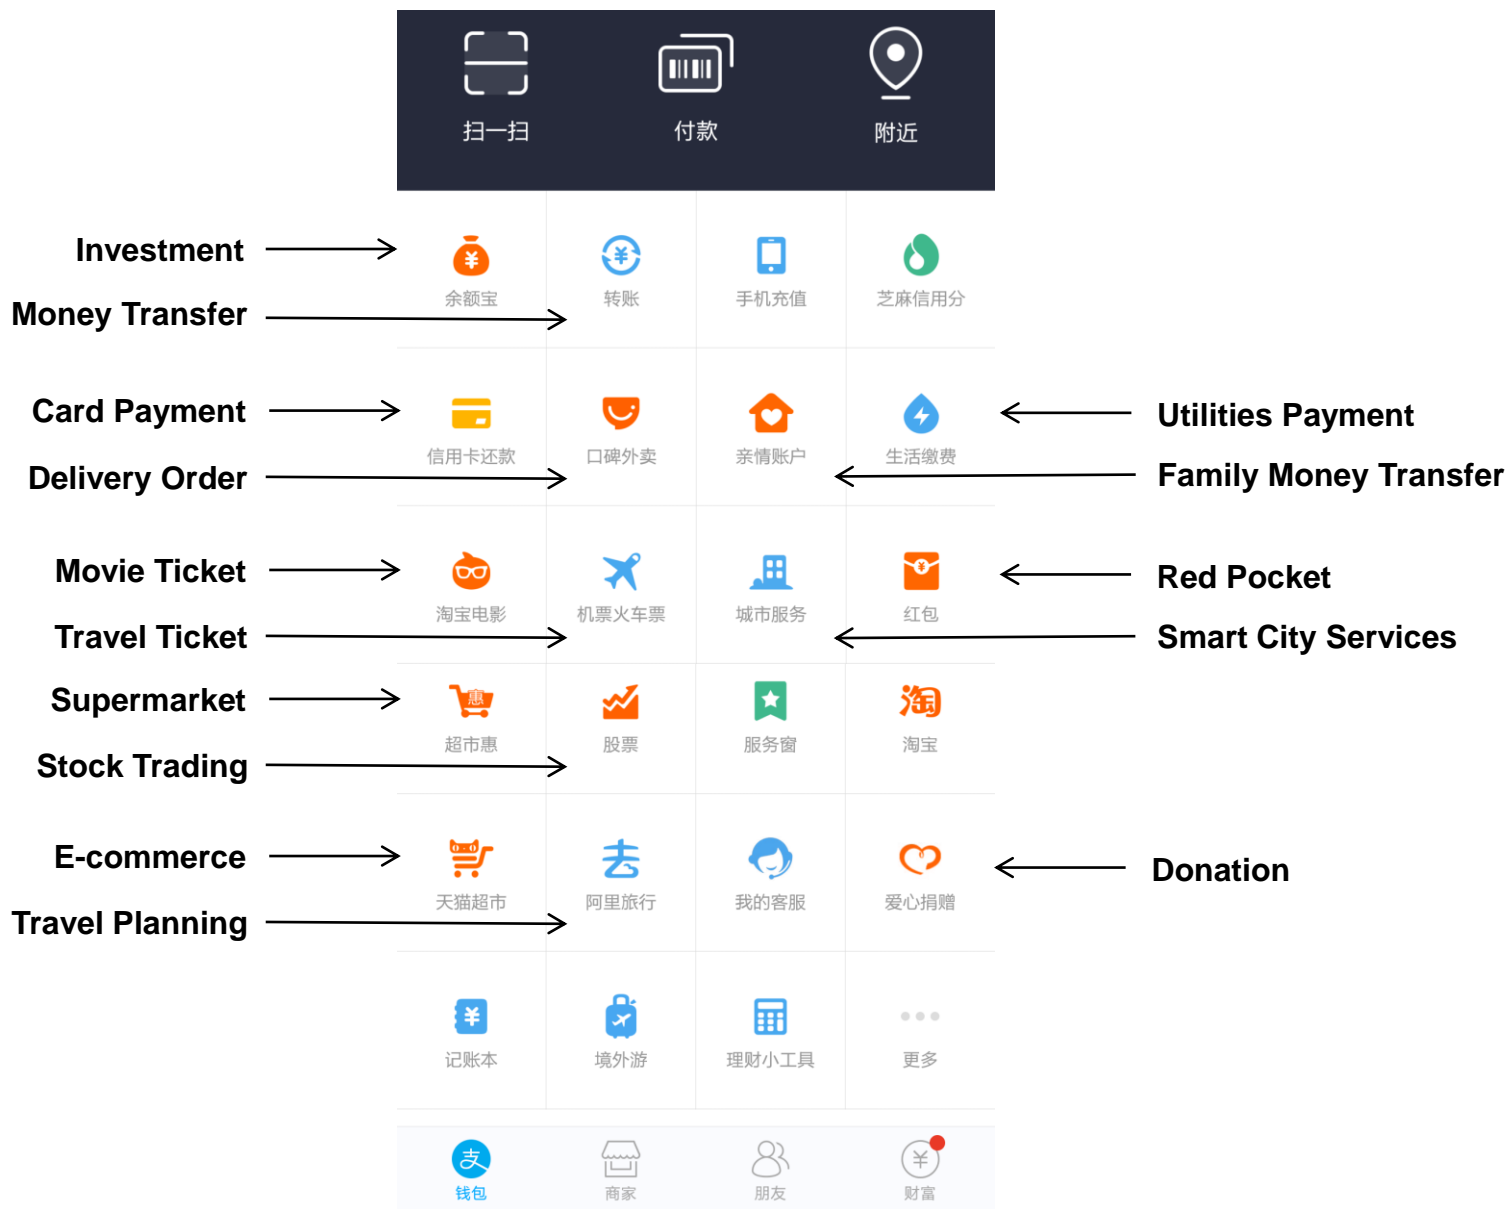 扫一扫 付款 附近
Investment
余额宝 转账 手机充值 芝麻信用分
Money Transfer
Card Payment
Utilities Payment
信用卡还款 口碑外卖 亲情账户 生活缴费
Delivery Order
Family Money Transfer
Movie Ticket
Red Pocket
淘宝电影 机票火车票 城市服务 红包
Travel Ticket
Smart City Services
Supermarket
惠
淘
超市惠 股票 服务窗 淘宝
Stock Trading
E-commerce
去
Donation
天猫超市 阿里旅行 我的客服 爱心捐赠
Travel Planning
记账本 境外游 理财小工具 更多
支
钱包 商家 朋友 财富